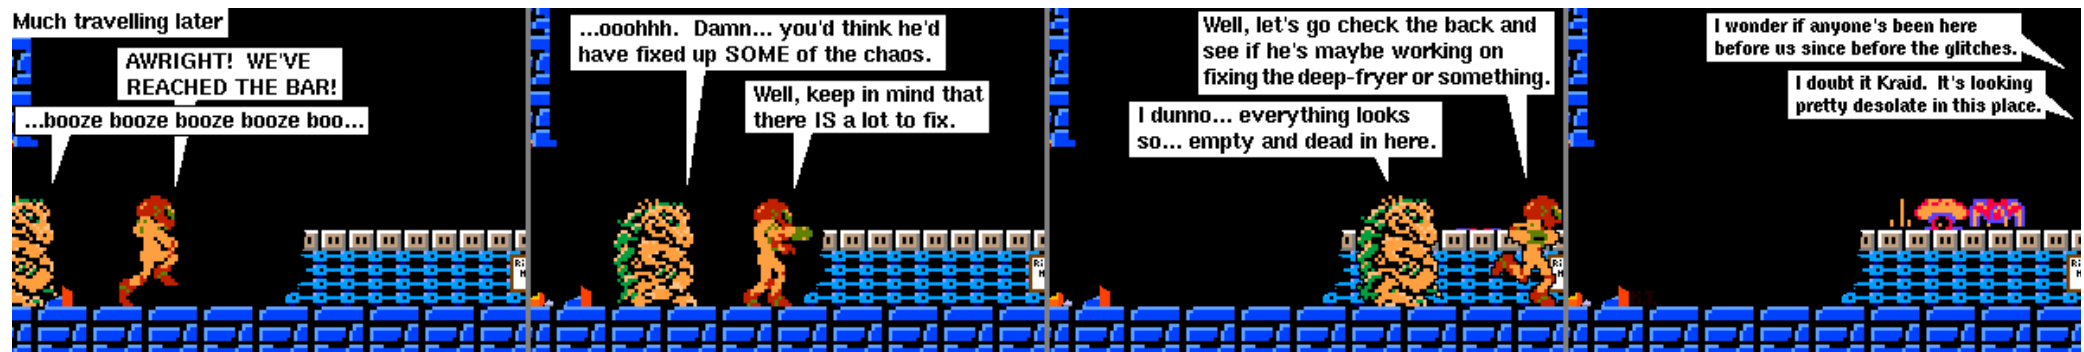 Much travelling later
AWRIGHT! WE'VE
REACHED THE BAR!
...booze booze booze booze boo...
...ooohhh. Damn... you'd think he'd
have fixed up SOME of the chaos.
Well, keep in mind that
there IS a lot to fix.
Well, let's go check the back and
see if he's maybe working on
fixing the deep-fryer or something.
I dunno... everything looks
so... empty and dead in here.
I wonder if anyone's been here
before us since before the glitches.
I doubt it Kraid. It's looking
pretty desolate in this place.